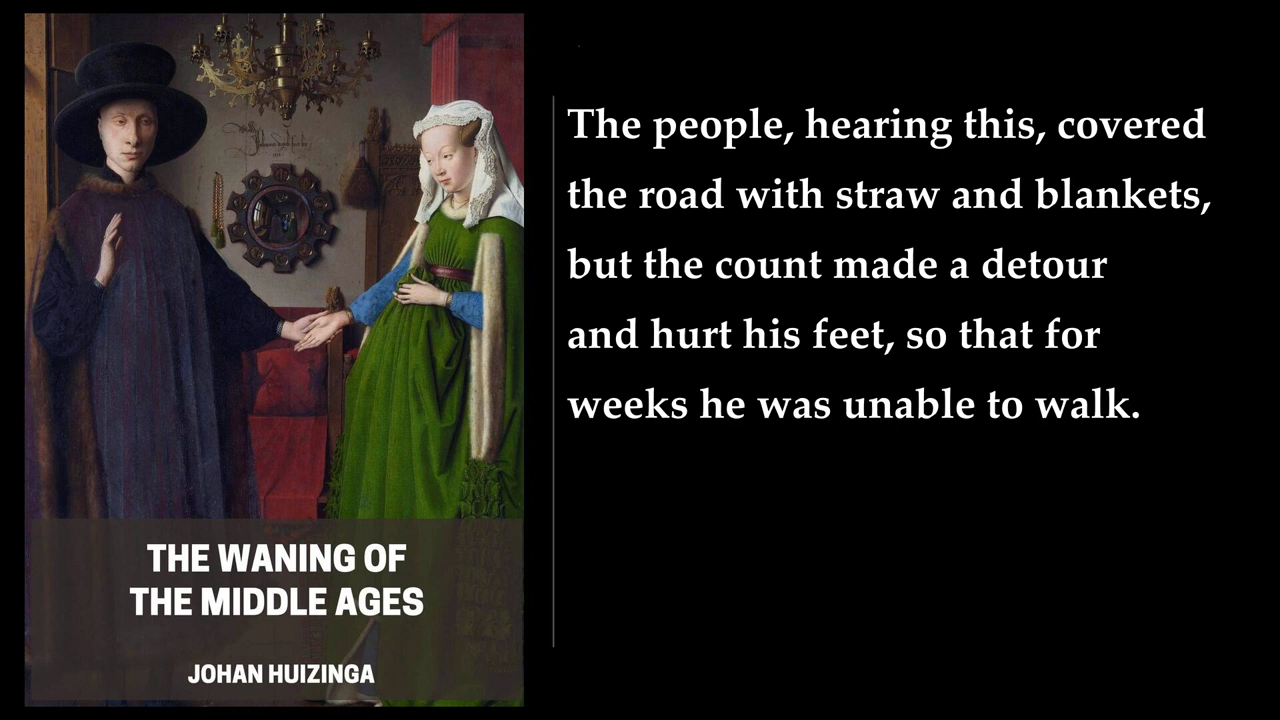 THE WANING OF
THE MIDDLE AGES
JOHAN HUIZINGA
The people, hearing this, covered
the road with straw and blankets,
but the count made a detour
and hurt his feet, so that for
weeks he was unable to walk.